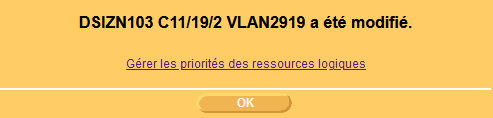 DSIZN103 C11/19/2 VLAN2919 a été modifié.
Gérer les priorités des ressources logiques
OK